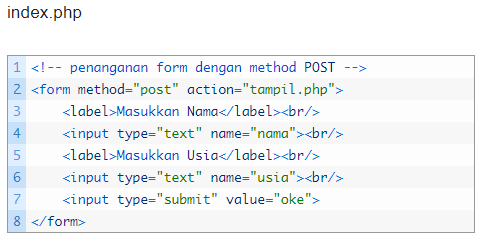 index.php
1 <!-- penanganan form dengan method POST -->
2 <form method="post" action="tampil.php">
3     <label>Masukkan Nama</label><br/>
4     <input type="text" name="nama"><br/>
5     <label>Masukkan Usia</label><br/>
6     <input type="text" name="usia"><br/>
7     <input type="submit" value="oke">
8 </form>